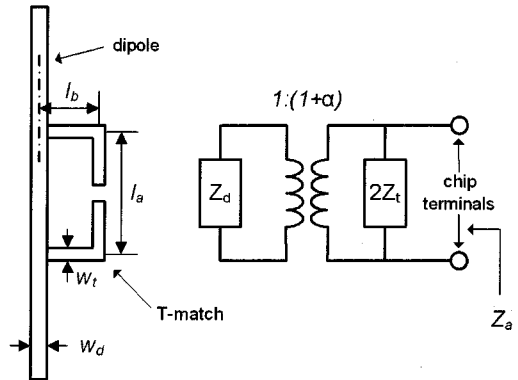 dipole
l_b
l_a
w_t
T-match
w_d
1:(1+α)
Z_d
2Z_t
chip
terminals
Z_a